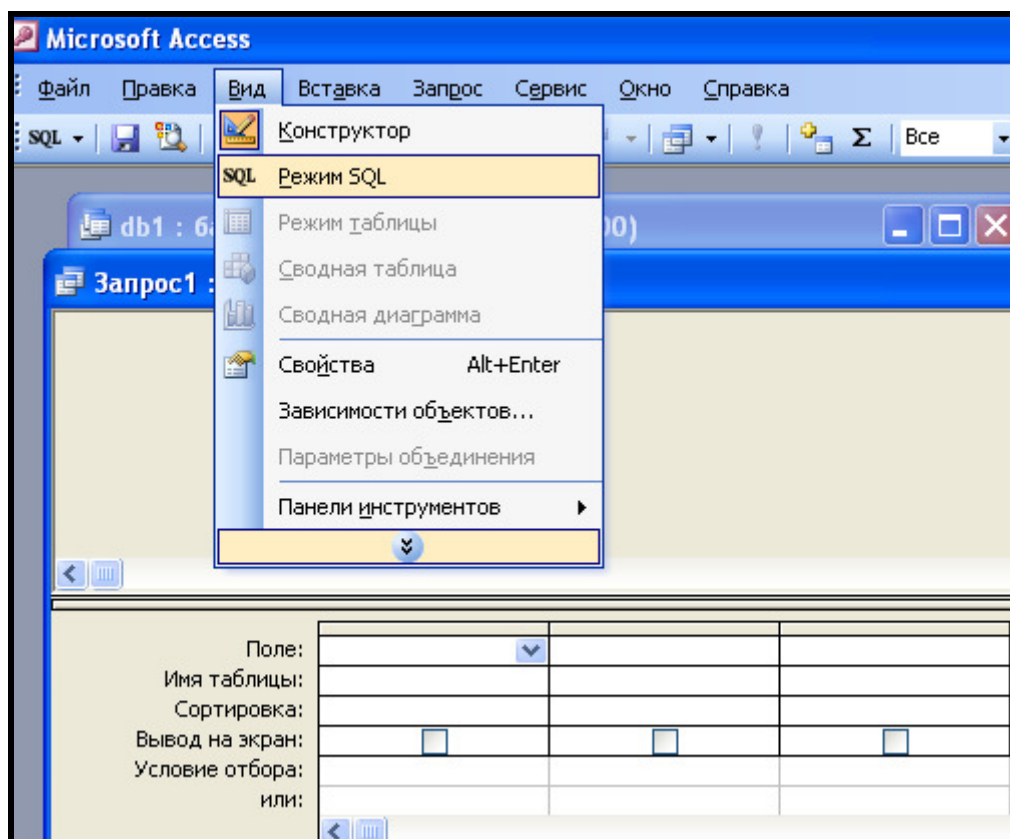 Microsoft Access
Файл Правка Вид Вставка Запрос Сервис Окно Справка
SQL Все
Конструктор
SQL Режим SQL
db1 : ба 00)
Режим таблицы
Сводная таблица
Запрос1 :
Сводная диаграмма
Свойства Alt+Enter
Зависимости объектов...
Параметры объединения
Панели инструментов
Поле:
Имя таблицы:
Сортировка:
Вывод на экран:
Условие отбора:
или: